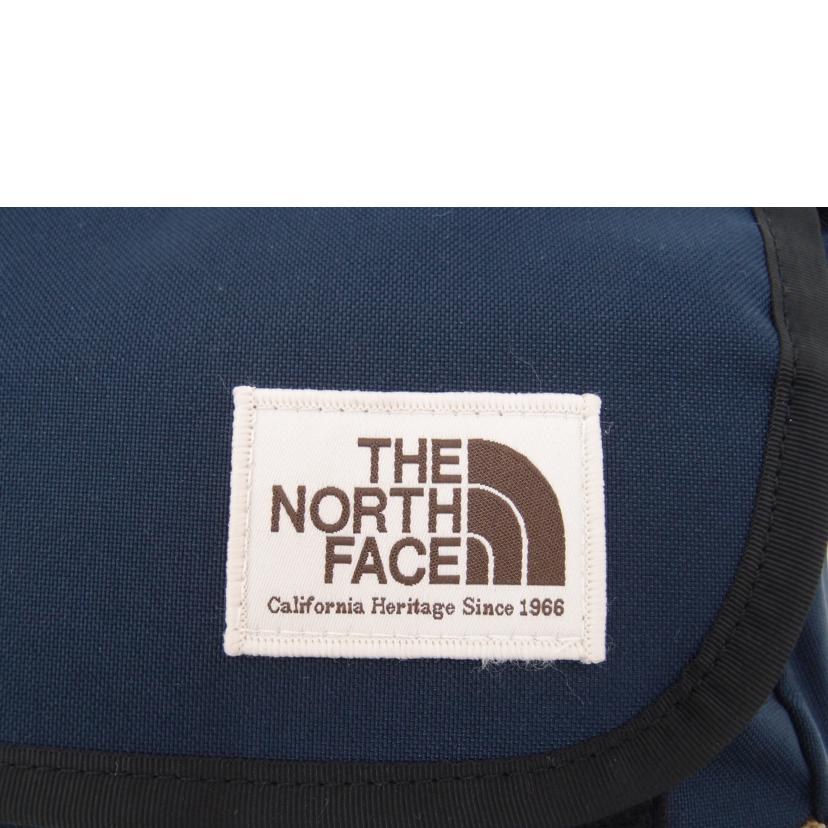 THE
NORTH
FACE
California Heritage Since 1966